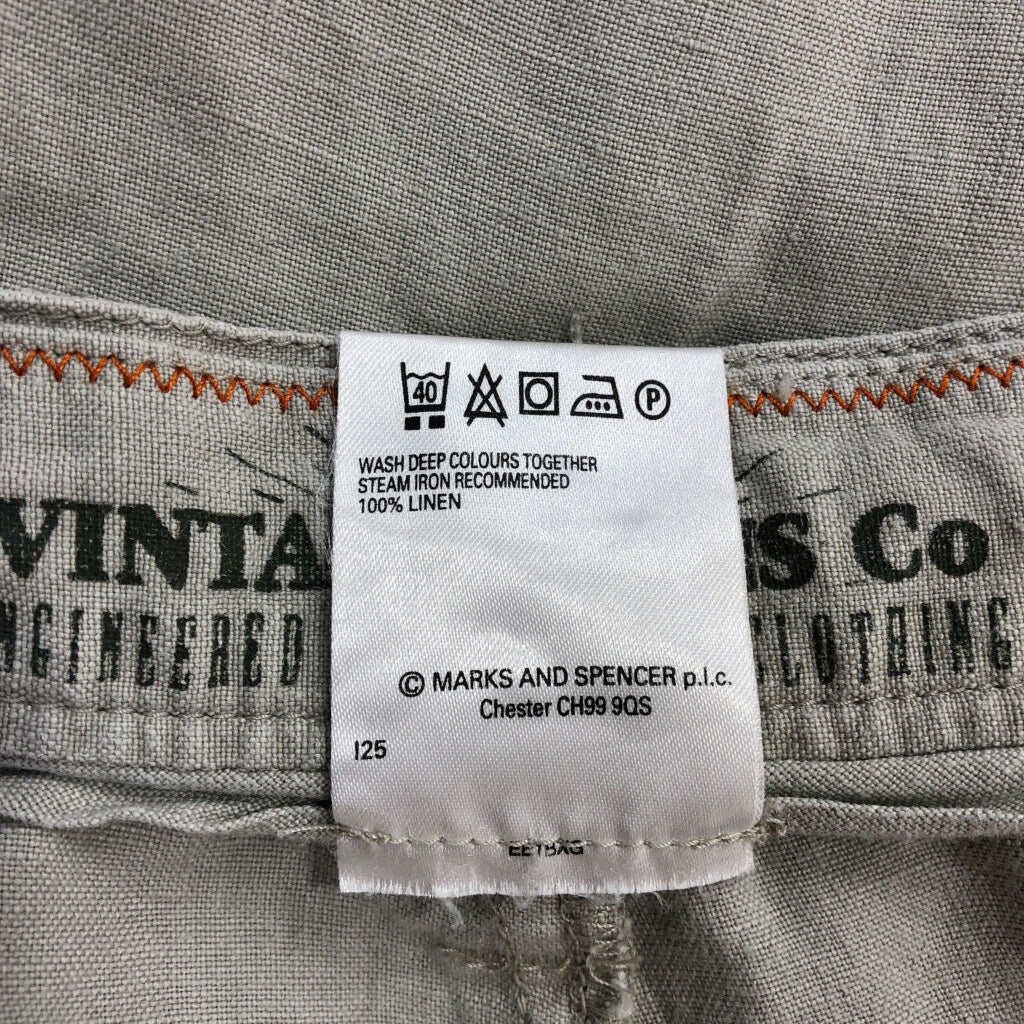 40
P
WASH DEEP COLOURS TOGETHER
STEAM IRON RECOMMENDED
100% LINEN
VINTA
S Co
NGINEERED
CLOTHING
© MARKS AND SPENCER p.l.c.
Chester CH99 9QS
I25